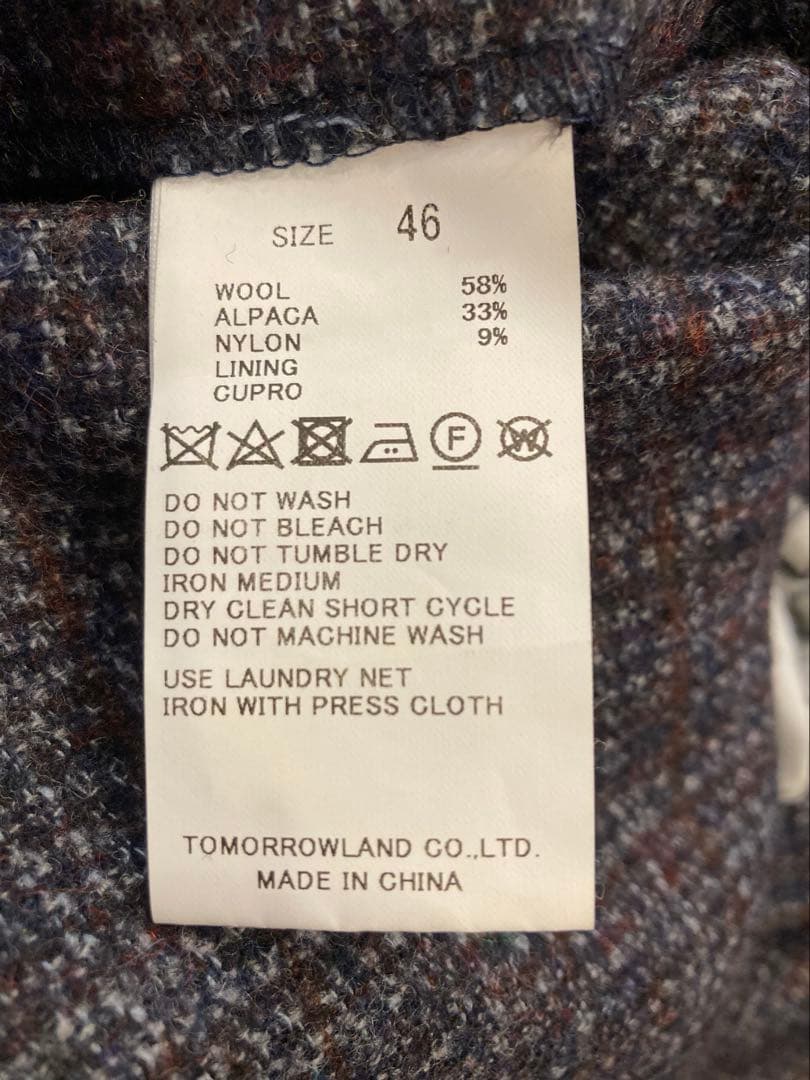 SIZE 46
WOOL 58%
ALPACA 33%
NYLON 9%
LINING
CUPRO
F W
DO NOT WASH
DO NOT BLEACH
DO NOT TUMBLE DRY
IRON MEDIUM
DRY CLEAN SHORT CYCLE
DO NOT MACHINE WASH
USE LAUNDRY NET
IRON WITH PRESS CLOTH
TOMORROWLAND CO.,LTD.
MADE IN CHINA